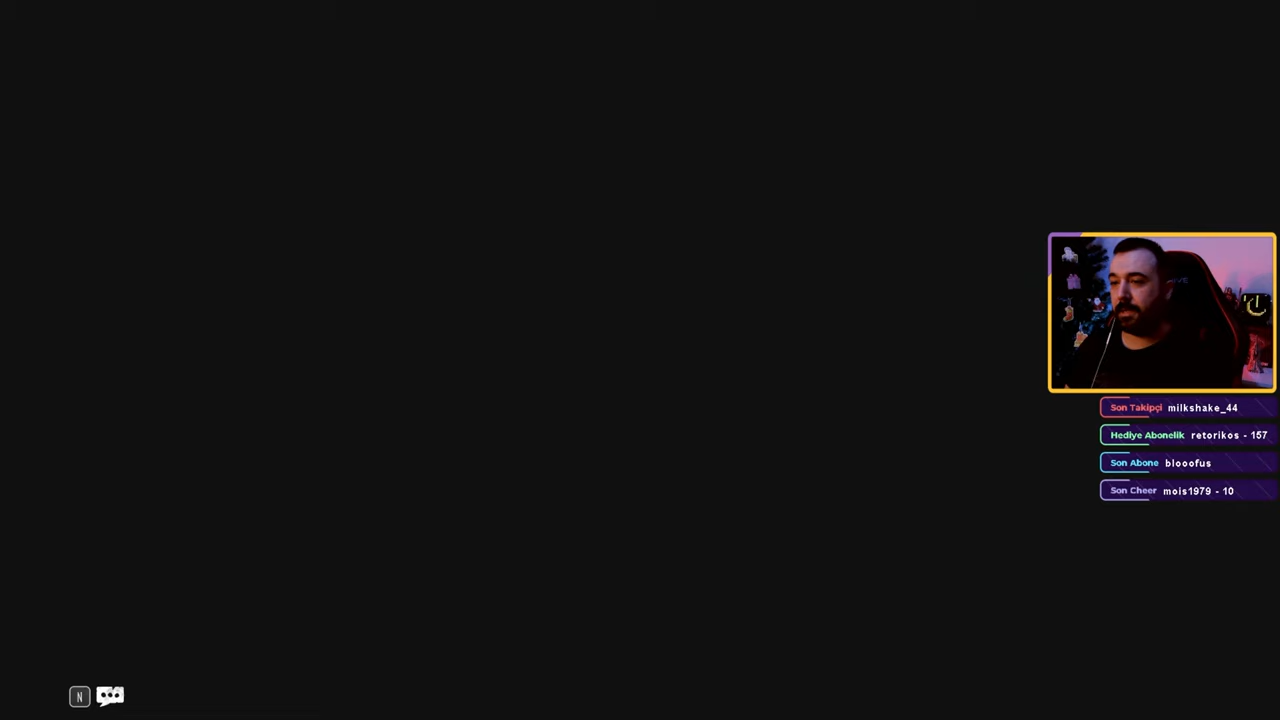 Son Takipçi milkshake_44
Hediye Abonelik retorikos - 157
Son Abone blooofus
Son Cheer mois1979 - 10
N